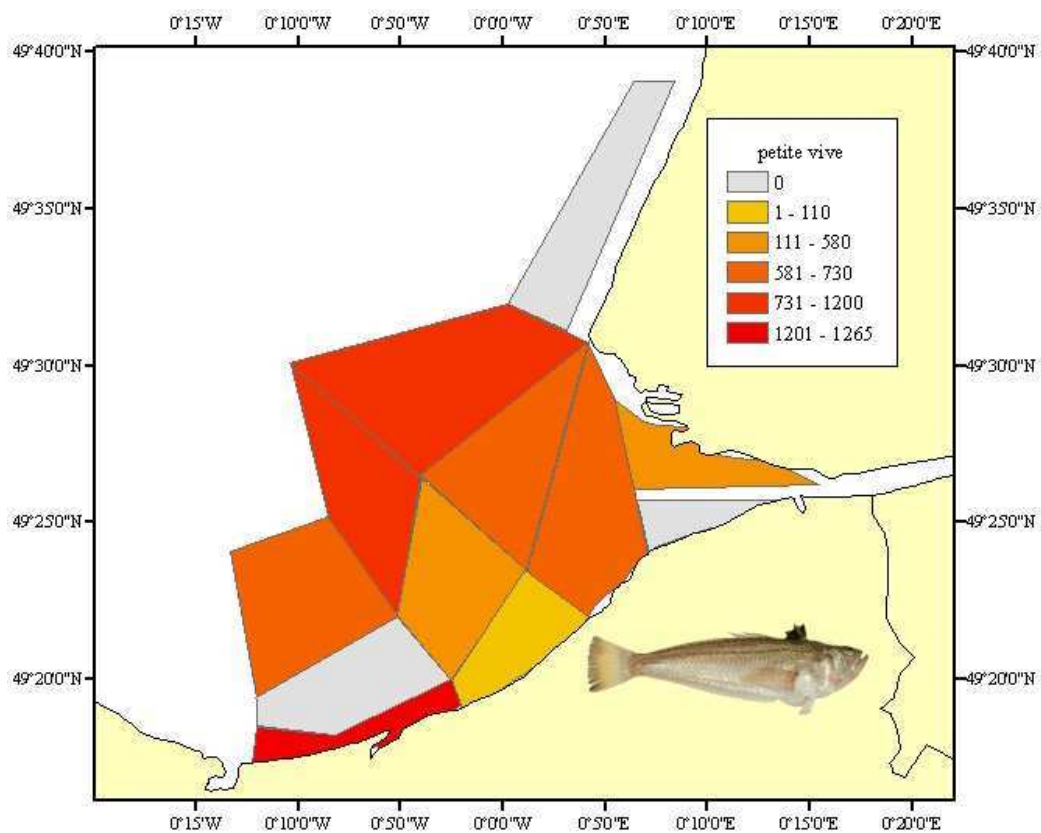 0°15'W 0°10'0"W 0°5'0"W 0°0'0"W 0°5'0"E 0°10'0"E 0°15'0"E 0°20'0"E
49°40'0"N 49°40'0"N
petite vive
0
1 - 110
49°35'0"N 49°35'0"N
111 - 580
581 - 730
731 - 1200
1201 - 1265
49°30'0"N 49°30'0"N
49°25'0"N 49°25'0"N
49°20'0"N 49°20'0"N
0°15'W 0°10'0"W 0°5'0"W 0°0'0"W 0°5'0"E 0°10'0"E 0°15'0"E 0°20'0"E